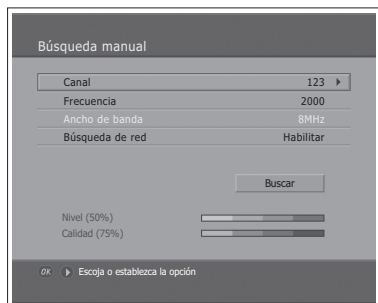 Búsqueda manual
Canal 123
Frecuencia 2000
Ancho de banda 8MHz
Búsqueda de red Habilitar
Buscar
Nivel (50%)
Calidad (75%)
OK Escoja o establezca la opción